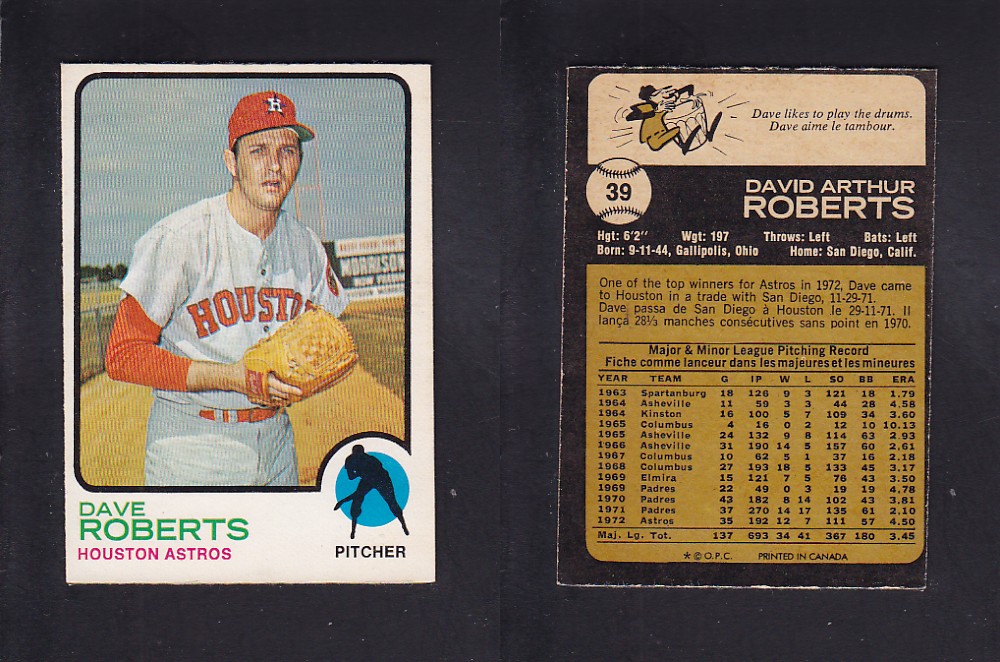 H
MORRISON
HOUSTON
DAVE
ROBERTS
HOUSTON ASTROS
PITCHER
Dave likes to play the drums.
Dave aime le tambour.
39
DAVID ARTHUR
ROBERTS
Hgt: 6'2" Wgt: 197 Throws: Left Bats: Left
Born: 9-11-44, Gallipolis, Ohio Home: San Diego, Calif.
One of the top winners for Astros in 1972, Dave came
to Houston in a trade with San Diego, 11-29-71.
Dave passa de San Diego à Houston le 29-11-71. Il
lança 28⅓ manches consécutives sans point en 1970.
Major & Minor League Pitching Record
Fiche comme lanceur dans les majeures et les mineures
YEAR TEAM G IP W L SO BB ERA
1963 Spartanburg 18 126 9 3 121 18 1.79
1964 Asheville 11 59 3 3 44 28 4.58
1964 Kinston 16 100 5 7 109 34 3.60
1965 Columbus 4 16 0 2 12 10 10.13
1965 Asheville 24 132 9 8 114 63 2.93
1966 Asheville 31 190 14 5 157 60 2.61
1967 Columbus 10 62 5 1 37 16 2.18
1968 Columbus 27 193 18 5 133 45 3.17
1969 Elmira 15 121 7 5 76 43 3.50
1969 Padres 22 49 0 3 19 19 4.78
1970 Padres 43 182 8 14 102 43 3.81
1971 Padres 37 270 14 17 135 61 2.10
1972 Astros 35 192 12 7 111 57 4.50
Maj. Lg. Tot. 137 693 34 41 367 180 3.45
* © O.P.C. PRINTED IN CANADA